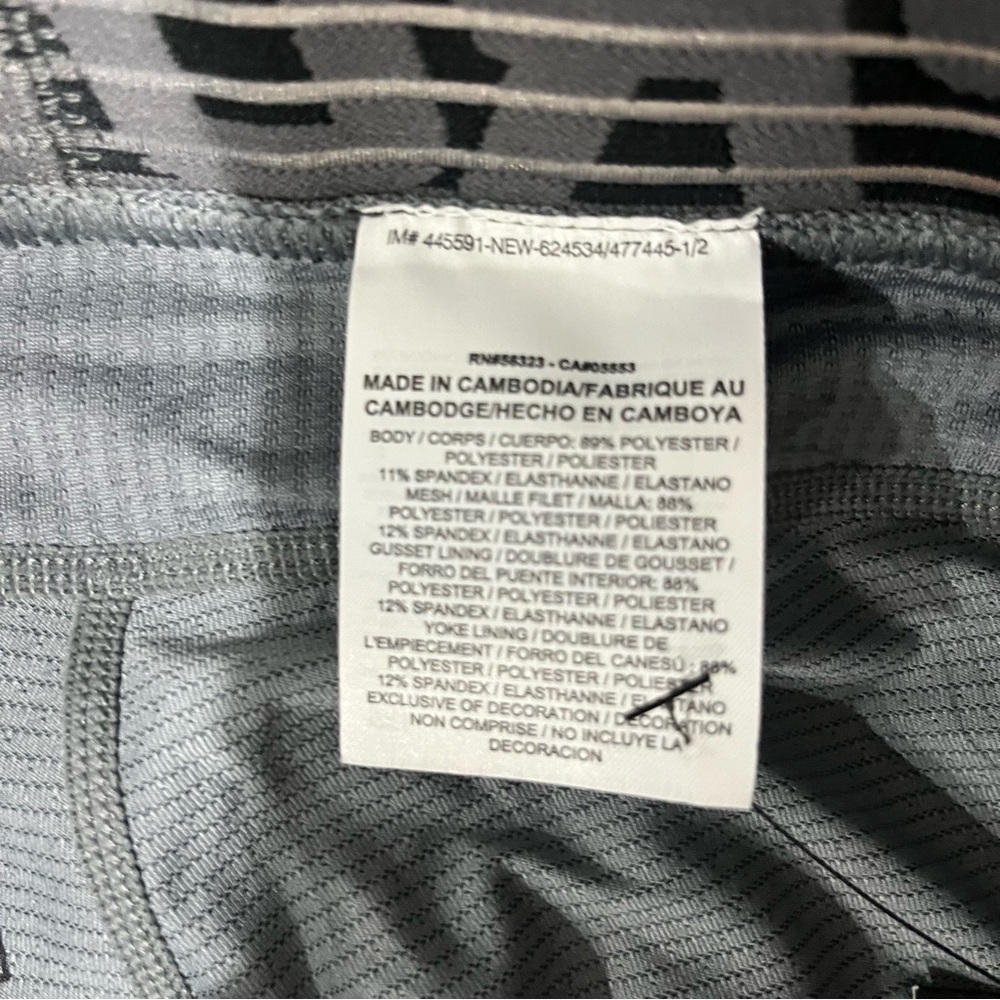 IM# 445591-NEW-624534/477445-1/2
RN#56323 - CA#05553
MADE IN CAMBODIA/FABRIQUE AU
CAMBODGE/HECHO EN CAMBOYA
BODY / CORPS / CUERPO: 89% POLYESTER /
POLYESTER / POLIESTER
11% SPANDEX / ELASTHANNE / ELASTANO
MESH / MAILLE FILET / MALLA: 88%
POLYESTER / POLYESTER / POLIESTER
12% SPANDEX / ELASTHANNE / ELASTANO
GUSSET LINING / DOUBLURE DE GOUSSET /
FORRO DEL PUENTE INTERIOR: 88%
POLYESTER / POLYESTER / POLIESTER
12% SPANDEX / ELASTHANNE / ELASTANO
YOKE LINING / DOUBLURE DE
L'EMPIECEMENT / FORRO DEL CANESÚ : 88%
POLYESTER / POLYESTER / POLIESTER
12% SPANDEX / ELASTHANNE / ELASTANO
EXCLUSIVE OF DECORATION / DECORATION
NON COMPRISE / NO INCLUYE LA
DECORACION